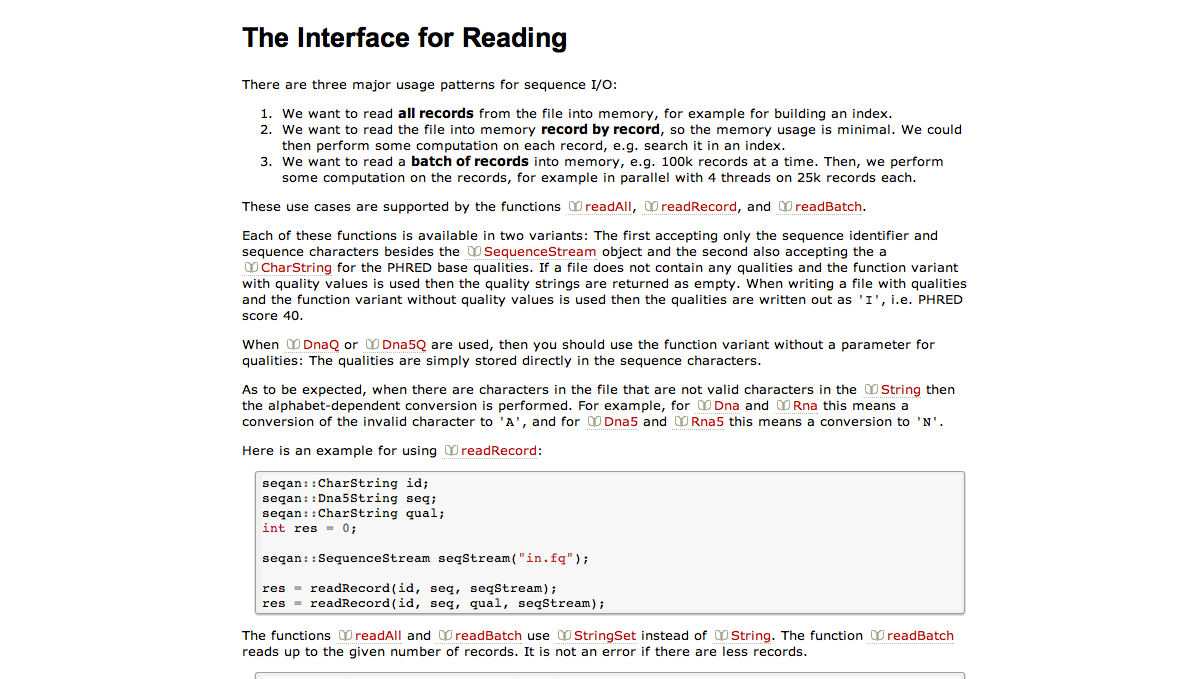 The Interface for Reading
There are three major usage patterns for sequence I/O:
1. We want to read all records from the file into memory, for example for building an index.
2. We want to read the file into memory record by record, so the memory usage is minimal. We could
then perform some computation on each record, e.g. search it in an index.
3. We want to read a batch of records into memory, e.g. 100k records at a time. Then, we perform
some computation on the records, for example in parallel with 4 threads on 25k records each.
These use cases are supported by the functions readAll, readRecord, and readBatch.
Each of these functions is available in two variants: The first accepting only the sequence identifier and
sequence characters besides the SequenceStream object and the second also accepting the a
CharString for the PHRED base qualities. If a file does not contain any qualities and the function variant
with quality values is used then the quality strings are returned as empty. When writing a file with qualities
and the function variant without quality values is used then the qualities are written out as 'I', i.e. PHRED
score 40.
When DnaQ or Dna5Q are used, then you should use the function variant without a parameter for
qualities: The qualities are simply stored directly in the sequence characters.
As to be expected, when there are characters in the file that are not valid characters in the String then
the alphabet-dependent conversion is performed. For example, for Dna and Rna this means a
conversion of the invalid character to 'A', and for Dna5 and Rna5 this means a conversion to 'N'.
Here is an example for using readRecord:
seqan::CharString id;
seqan::Dna5String seq;
seqan::CharString qual;
int res = 0;
seqan::SequenceStream seqStream("in.fq");
res = readRecord(id, seq, seqStream);
res = readRecord(id, seq, qual, seqStream);
The functions readAll and readBatch use StringSet instead of String. The function readBatch
reads up to the given number of records. It is not an error if there are less records.